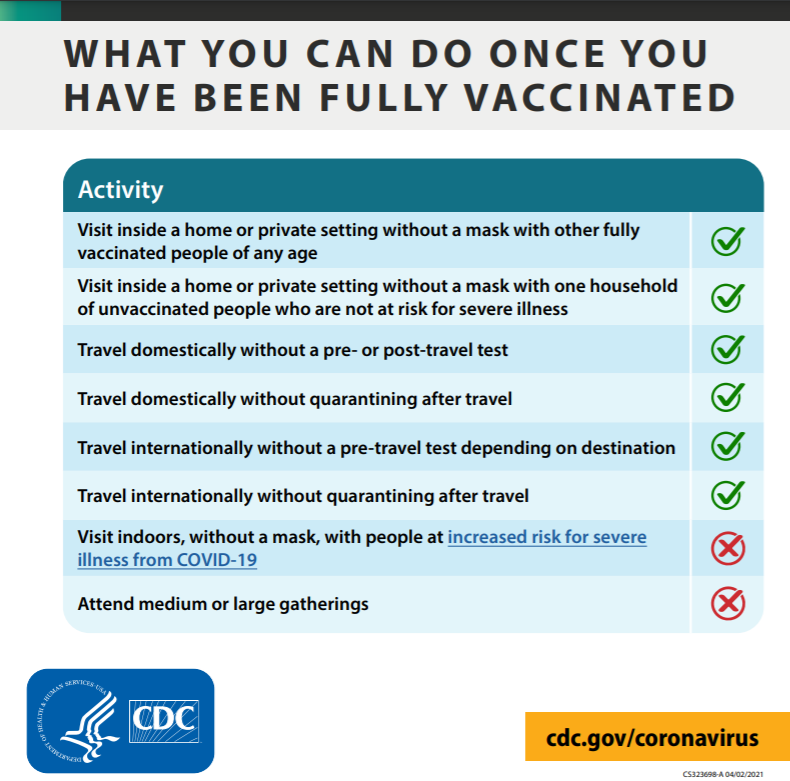 WHAT YOU CAN DO ONCE YOU
HAVE BEEN FULLY VACCINATED
Activity
Visit inside a home or private setting without a mask with other fully
vaccinated people of any age
Visit inside a home or private setting without a mask with one household
of unvaccinated people who are not at risk for severe illness
Travel domestically without a pre- or post-travel test
Travel domestically without quarantining after travel
Travel internationally without a pre-travel test depending on destination
Travel internationally without quarantining after travel
Visit indoors, without a mask, with people at increased risk for severe
illness from COVID-19
Attend medium or large gatherings
DEPARTMENT OF HEALTH & HUMAN SERVICES·USA
CDC
cdc.gov/coronavirus
CS323698-A 04/02/2021